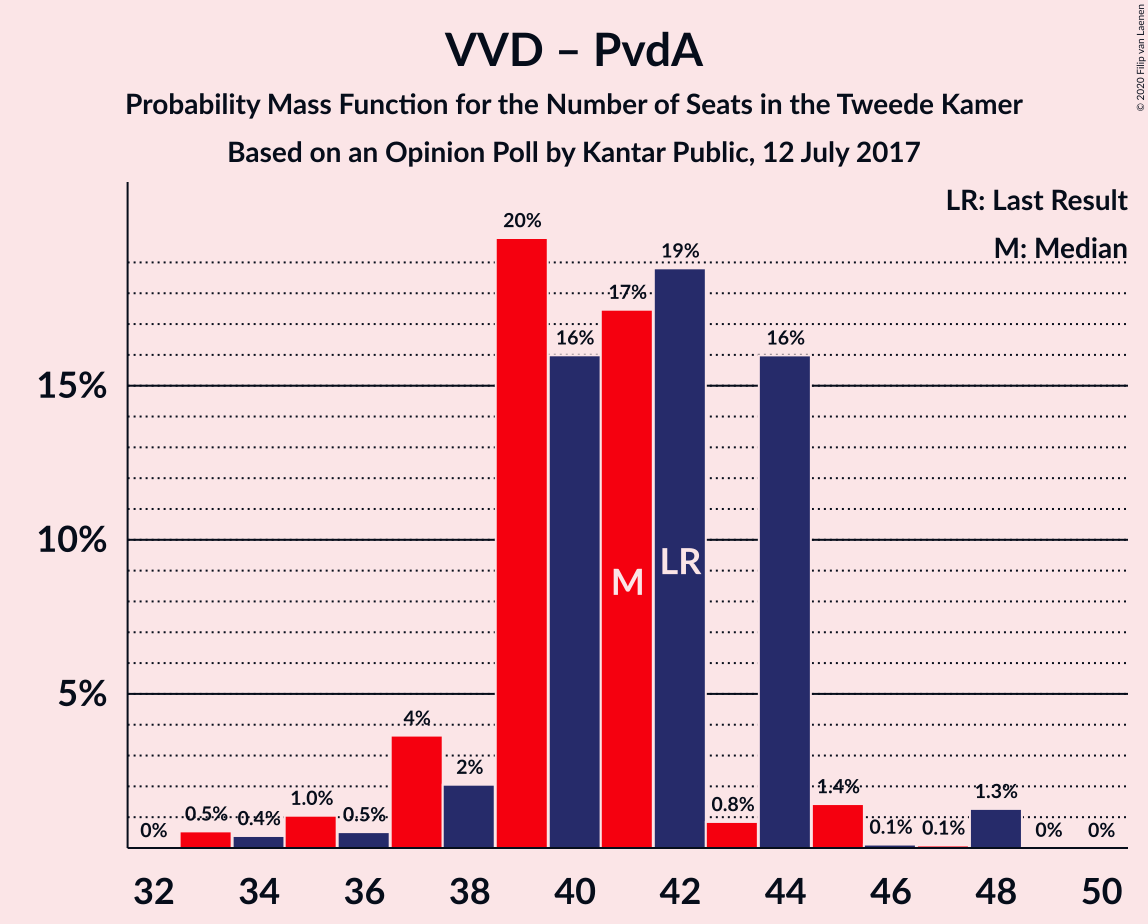 VVD – PvdA
Probability Mass Function for the Number of Seats in the Tweede Kamer
Based on an Opinion Poll by Kantar Public, 12 July 2017
© 2020 Filip van Laenen
LR: Last Result
M: Median
15%
10%
5%
0%
0.5%
0.4%
1.0%
0.5%
4%
2%
20%
16%
17%
19%
0.8%
16%
1.4%
0.1%
0.1%
1.3%
0%
0%
M
LR
32 34 36 38 40 42 44 46 48 50